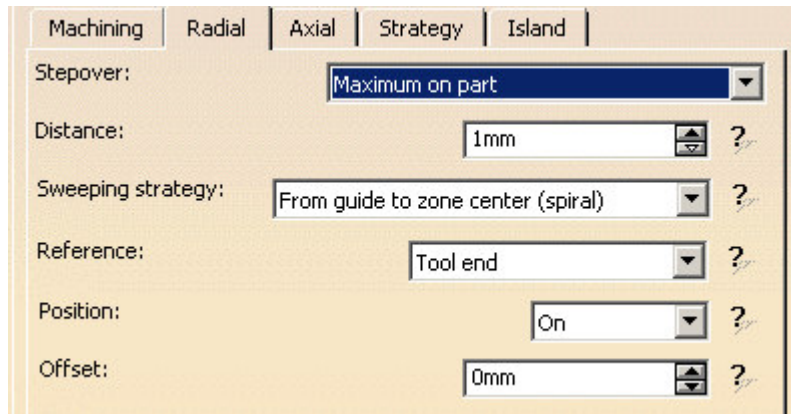 Machining Radial Axial Strategy Island
Stepover: Maximum on part
Distance: 1mm ?
Sweeping strategy: From guide to zone center (spiral) ?
Reference: Tool end ?
Position: On ?
Offset: 0mm ?